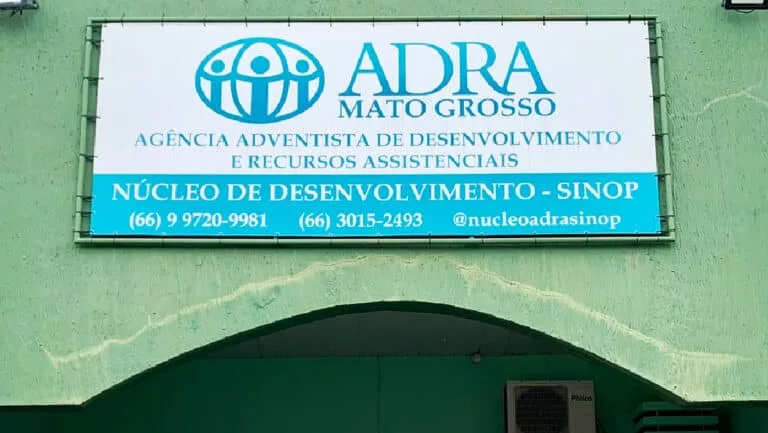 ADRA
MATO GROSSO
AGÊNCIA ADVENTISTA DE DESENVOLVIMENTO
E RECURSOS ASSISTENCIAIS
NÚCLEO DE DESENVOLVIMENTO - SINOP
(66) 9 9720-9981 (66) 3015-2493 @nucleoadrasinop
Philco